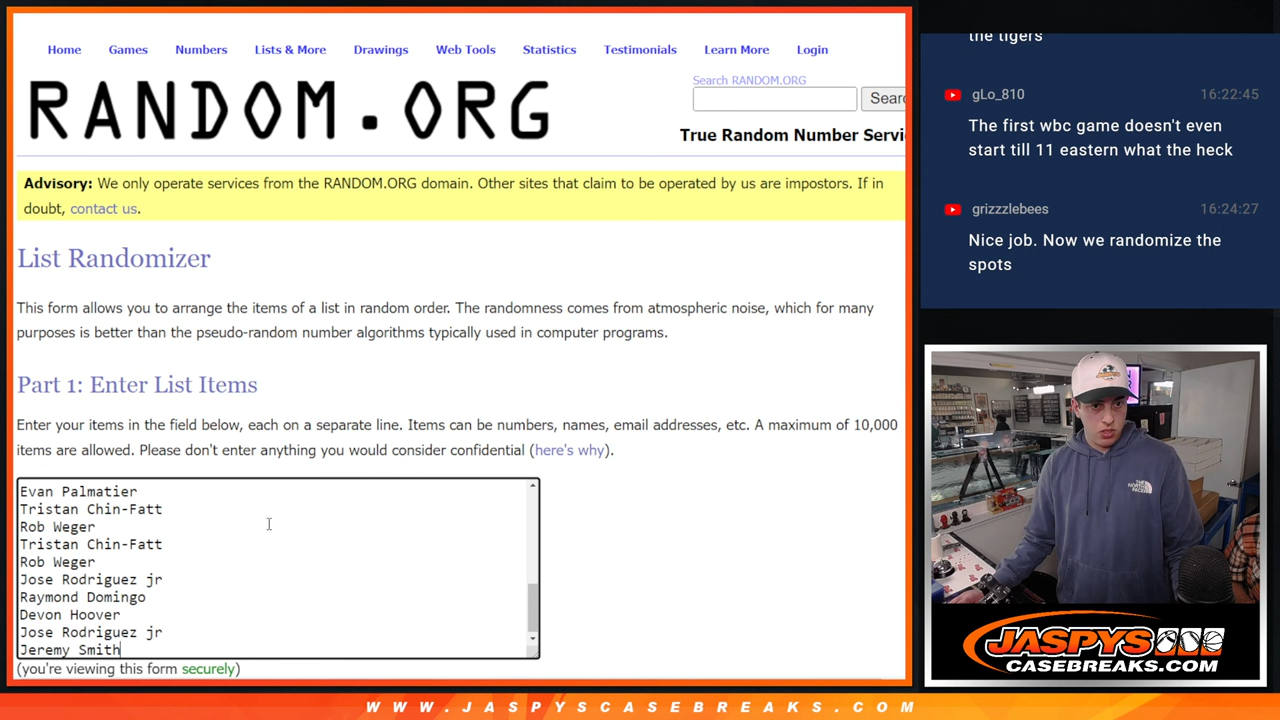 Home Games Numbers Lists & More Drawings Web Tools Statistics Testimonials Learn More Login
RANDOM.ORG
Search RANDOM.ORG
Searc
True Random Number Servi
Advisory: We only operate services from the RANDOM.ORG domain. Other sites that claim to be operated by us are impostors. If in
doubt, contact us.
List Randomizer
This form allows you to arrange the items of a list in random order. The randomness comes from atmospheric noise, which for many
purposes is better than the pseudo-random number algorithms typically used in computer programs.
Part 1: Enter List Items
Enter your items in the field below, each on a separate line. Items can be numbers, names, email addresses, etc. A maximum of 10,000
items are allowed. Please don't enter anything you would consider confidential (here's why).
Evan Palmatier
Tristan Chin-Fatt
Rob Weger
Tristan Chin-Fatt
Rob Weger
Jose Rodriguez jr
Raymond Domingo
Devon Hoover
Jose Rodriguez jr
Jeremy Smith
(you're viewing this form securely)
the tigers
gLo_810 16:22:45
The first wbc game doesn't even
start till 11 eastern what the heck
grizzzlebees 16:24:27
Nice job. Now we randomize the
spots
THE NORTH FACE
JASPYS
CASEBREAKS.COM
WWW.JASPYSCASEBREAKS.COM